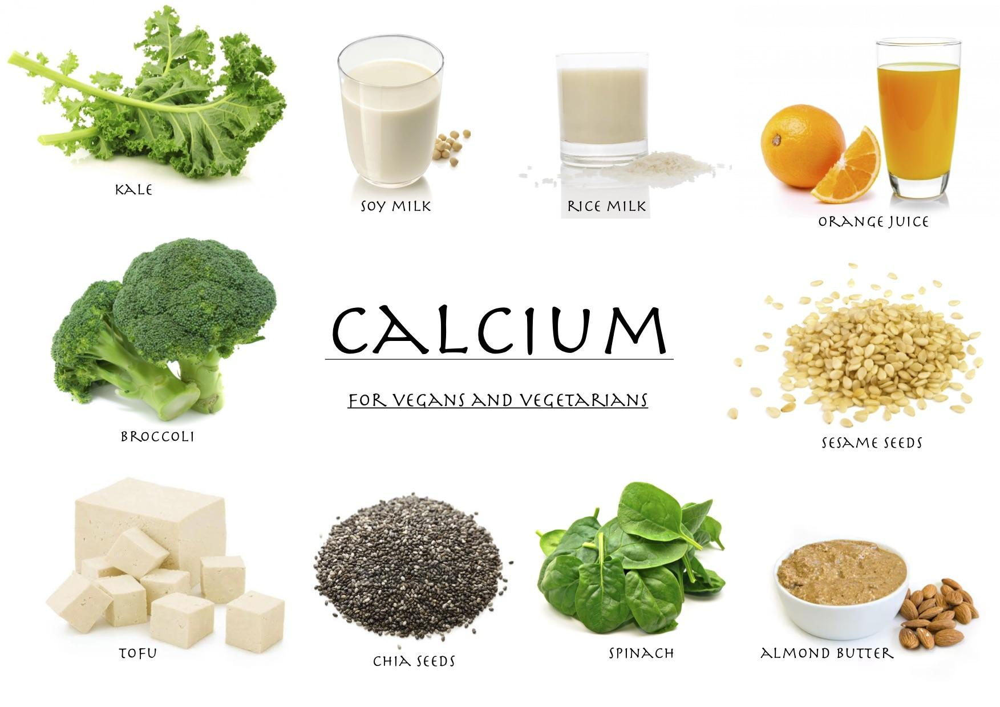 KALE
SOY MILK
RICE MILK
ORANGE JUICE
CALCIUM
FOR VEGANS AND VEGETARIANS
BROCCOLI
SESAME SEEDS
TOFU
CHIA SEEDS
SPINACH
ALMOND BUTTER